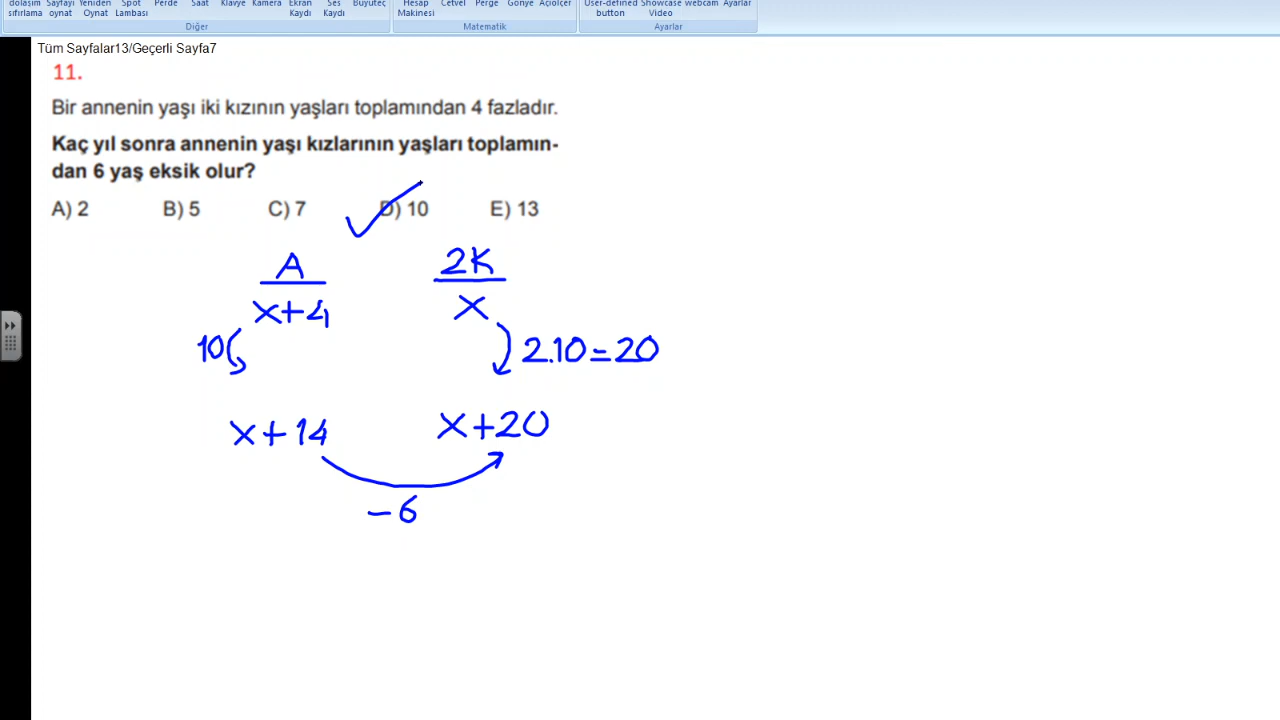 dolaşım Sayfayı Yeniden Spot Perde Saat Klavye Kamera Ekran Ses Büyüteç
sıfırlama oynat Oynat Lambası Kaydı Kaydı
Diğer
Hesap Cetvel Perge Gönye Açıölçer
Makinesi
Matematik
User-defined Showcase webcam Ayarlar
button Video
Ayarlar
Tüm Sayfalar13/Geçerli Sayfa7
11.
Bir annenin yaşı iki kızının yaşları toplamından 4 fazladır.
Kaç yıl sonra annenin yaşı kızlarının yaşları toplamın-
dan 6 yaş eksik olur?
A) 2 B) 5 C) 7 D) 10 E) 13
A 2K
x+4 x
10 2.10=20
x+14 x+20
-6